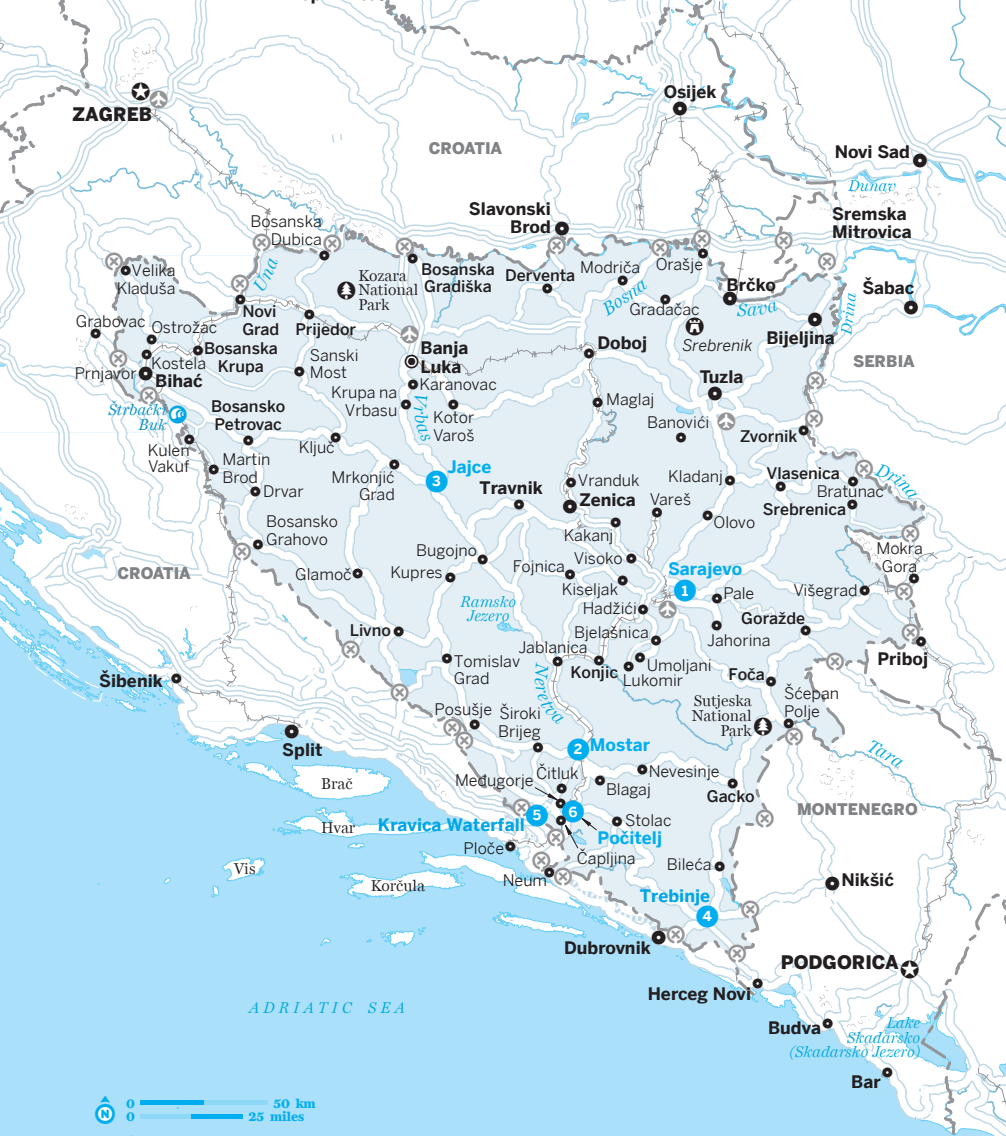 Osijek
ZAGREB
CROATIA
Novi Sad
Dunav
Slavonski
Brod
Sremska
Mitrovica
Bosanska
Dubica
Velika
Kladuša
Una
Kozara
National
Park
Bosanska
Gradiška
Derventa
Modriča
Orašje
Bosna
Gradačac
Brčko
Sava
Drina
Šabac
Novi
Grad
Prijedor
Grabovac
Ostrožac
Bosanska
Krupa
Kostela
Prnjavor
Bihać
Sanski
Most
Banja
Luka
Karanovac
Krupa na
Vrbasu
Vrbas
Kotor
Varoš
Doboj
Srebrenik
Bijeljina
SERBIA
Tuzla
Maglaj
Banovići
Zvornik
Štrbački
Buk
Bosansko
Petrovac
Kulen
Vakuf
Ključ
Martin
Brod
Drvar
Mrkonjić
Grad
3
Jajce
Travnik
Vranduk
Zenica
Kladanj
Vlasenica
Bratunac
Srebrenica
Drina
Vareš
Olovo
Kakanj
Bosansko
Grahovo
CROATIA
Glamoč
Bugojno
Kupres
Fojnica
Visoko
Kiseljak
Sarajevo
1
Pale
Hadžići
Jahorina
Goražde
Višegrad
Mokra
Gora
Ramsko
Jezero
Livno
Bjelašnica
Jablanica
Konjic
Umoljani
Lukomir
Foča
Priboj
Šibenik
Tomislav
Grad
Neretva
Sutjeska
National
Park
Šćepan
Polje
Posušje
Široki
Brijeg
Split
2
Mostar
Tara
Čitluk
Međugorje
Nevesinje
Blagaj
Gacko
Brač
MONTENEGRO
Kravica Waterfall
5
6
Stolac
Počitelj
Hvar
Ploče
Čapljina
Bileća
Vis
Korčula
Neum
Nikšić
Trebinje
4
Dubrovnik
PODGORICA
Herceg Novi
ADRIATIC SEA
Budva
Lake
Skadarsko
(Skadarsko Jezero)
Bar
N
0 50 km
0 25 miles